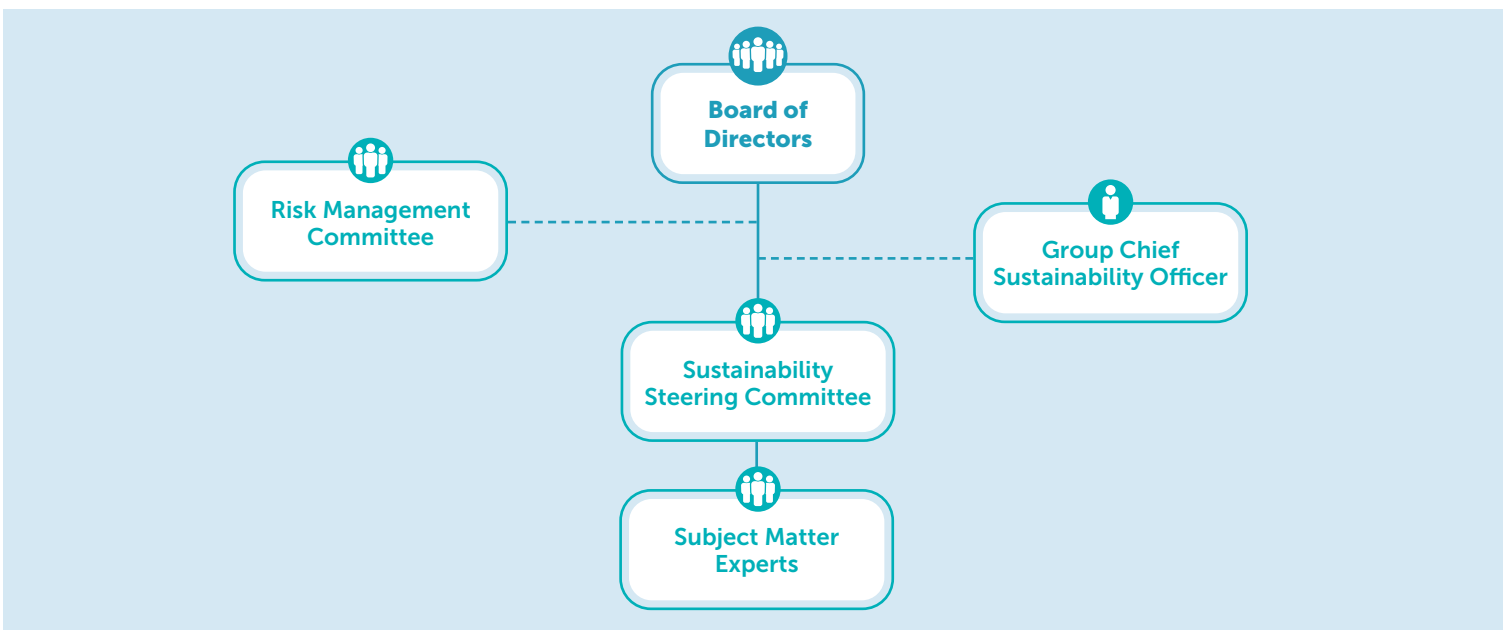 Board of
Directors
Risk Management
Committee
Group Chief
Sustainability Officer
Sustainability
Steering Committee
Subject Matter
Experts